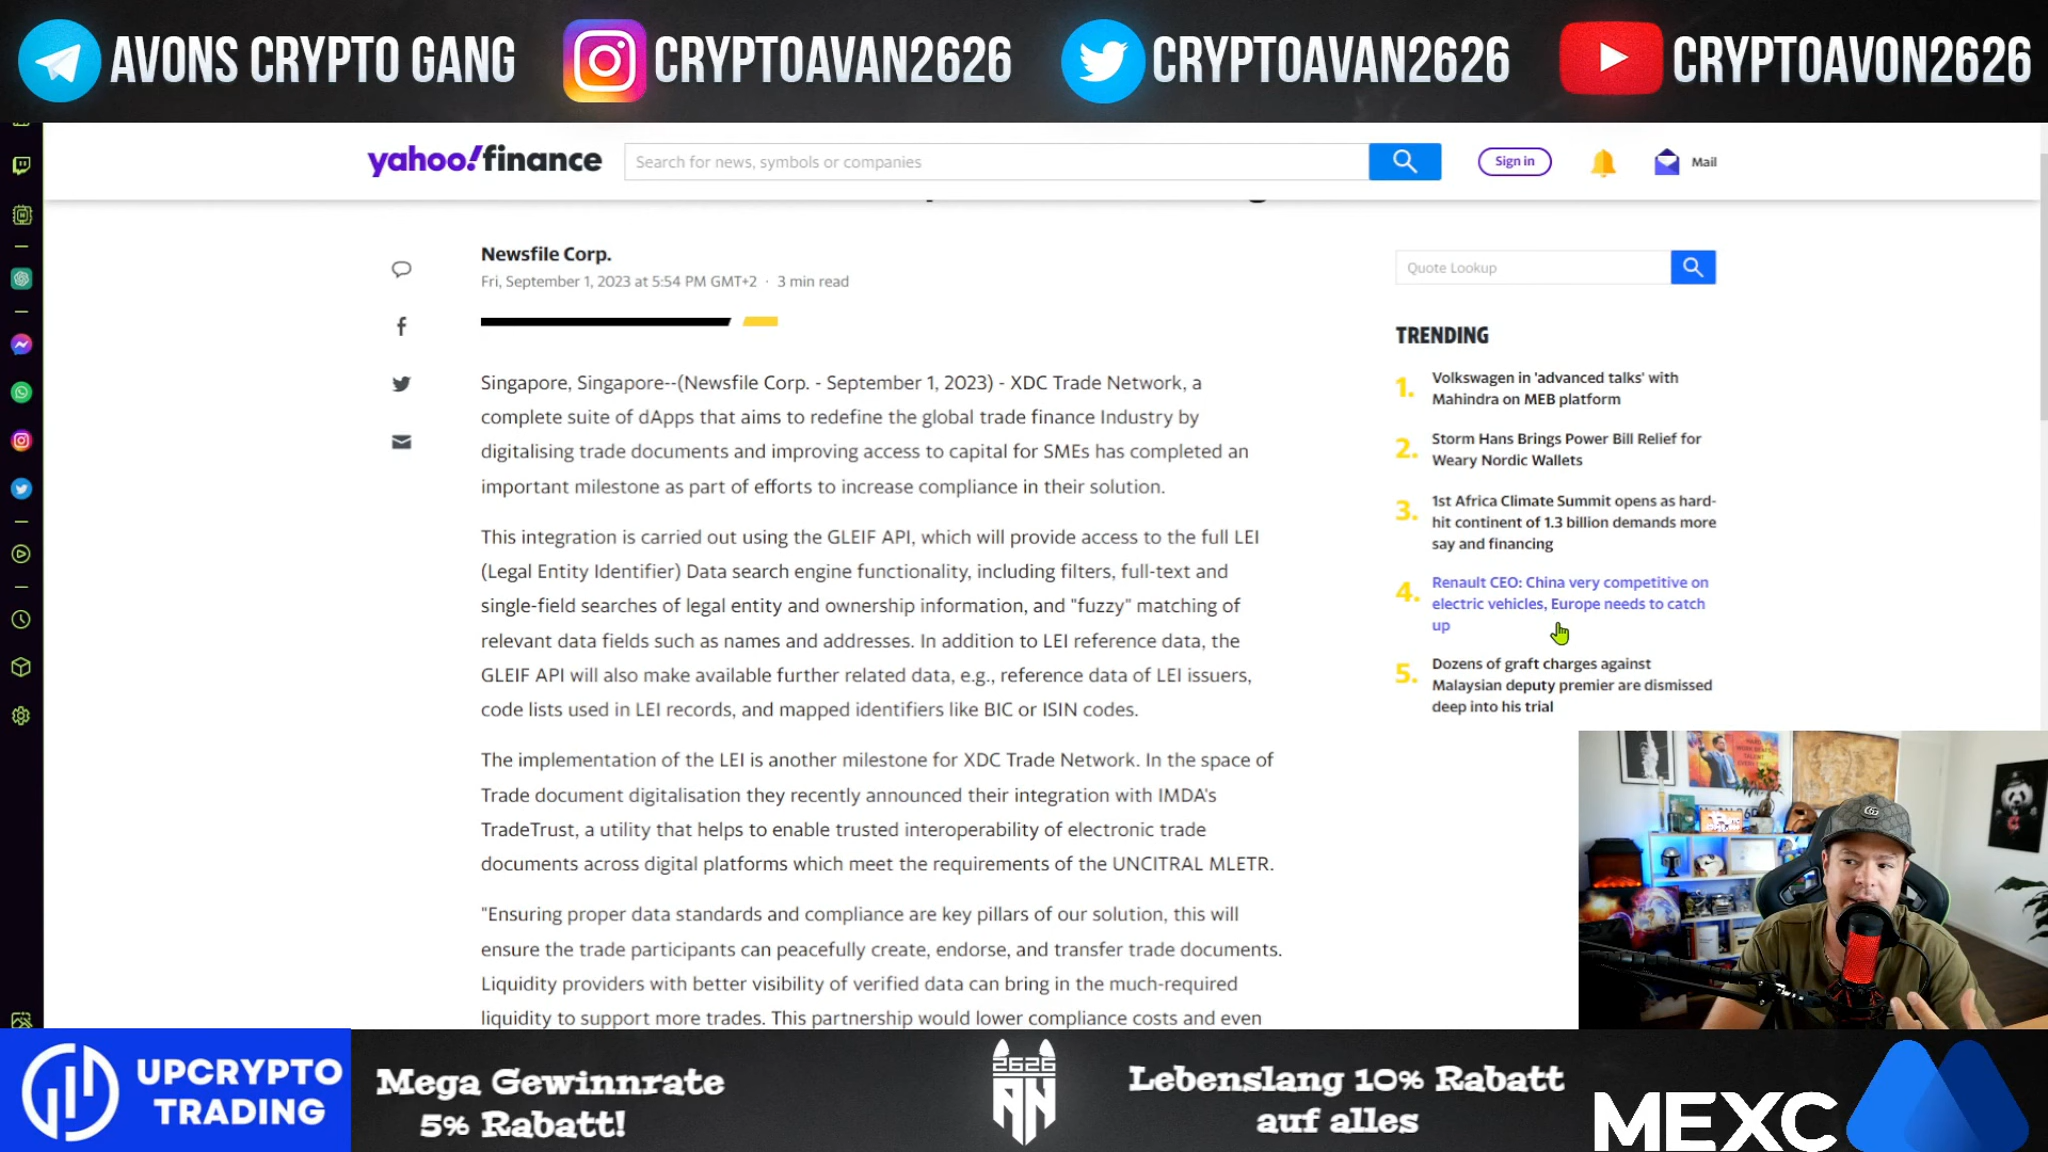 AVONS CRYPTO GANG
CRYPTOAVAN2626
CRYPTOAVAN2626
CRYPTOAVON2626
yahoo!finance
Search for news, symbols or companies
Sign in
Mail
Newsfile Corp.
Fri, September 1, 2023 at 5:54 PM GMT+2 · 3 min read
Singapore, Singapore--(Newsfile Corp. - September 1, 2023) - XDC Trade Network, a
complete suite of dApps that aims to redefine the global trade finance Industry by
digitalising trade documents and improving access to capital for SMEs has completed an
important milestone as part of efforts to increase compliance in their solution.
This integration is carried out using the GLEIF API, which will provide access to the full LEI
(Legal Entity Identifier) Data search engine functionality, including filters, full-text and
single-field searches of legal entity and ownership information, and "fuzzy" matching of
relevant data fields such as names and addresses. In addition to LEI reference data, the
GLEIF API will also make available further related data, e.g., reference data of LEI issuers,
code lists used in LEI records, and mapped identifiers like BIC or ISIN codes.
The implementation of the LEI is another milestone for XDC Trade Network. In the space of
Trade document digitalisation they recently announced their integration with IMDA's
TradeTrust, a utility that helps to enable trusted interoperability of electronic trade
documents across digital platforms which meet the requirements of the UNCITRAL MLETR.
"Ensuring proper data standards and compliance are key pillars of our solution, this will
ensure the trade participants can peacefully create, endorse, and transfer trade documents.
Liquidity providers with better visibility of verified data can bring in the much-required
liquidity to support more trades. This partnership would lower compliance costs and even
Quote Lookup
TRENDING
1. Volkswagen in 'advanced talks' with
Mahindra on MEB platform
2. Storm Hans Brings Power Bill Relief for
Weary Nordic Wallets
3. 1st Africa Climate Summit opens as hard-
hit continent of 1.3 billion demands more
say and financing
4. Renault CEO: China very competitive on
electric vehicles, Europe needs to catch
up
5. Dozens of graft charges against
Malaysian deputy premier are dismissed
deep into his trial
UPCRYPTO
TRADING
Mega Gewinnrate
5% Rabatt!
2626
AN
Lebenslang 10% Rabatt
auf alles
MEXC